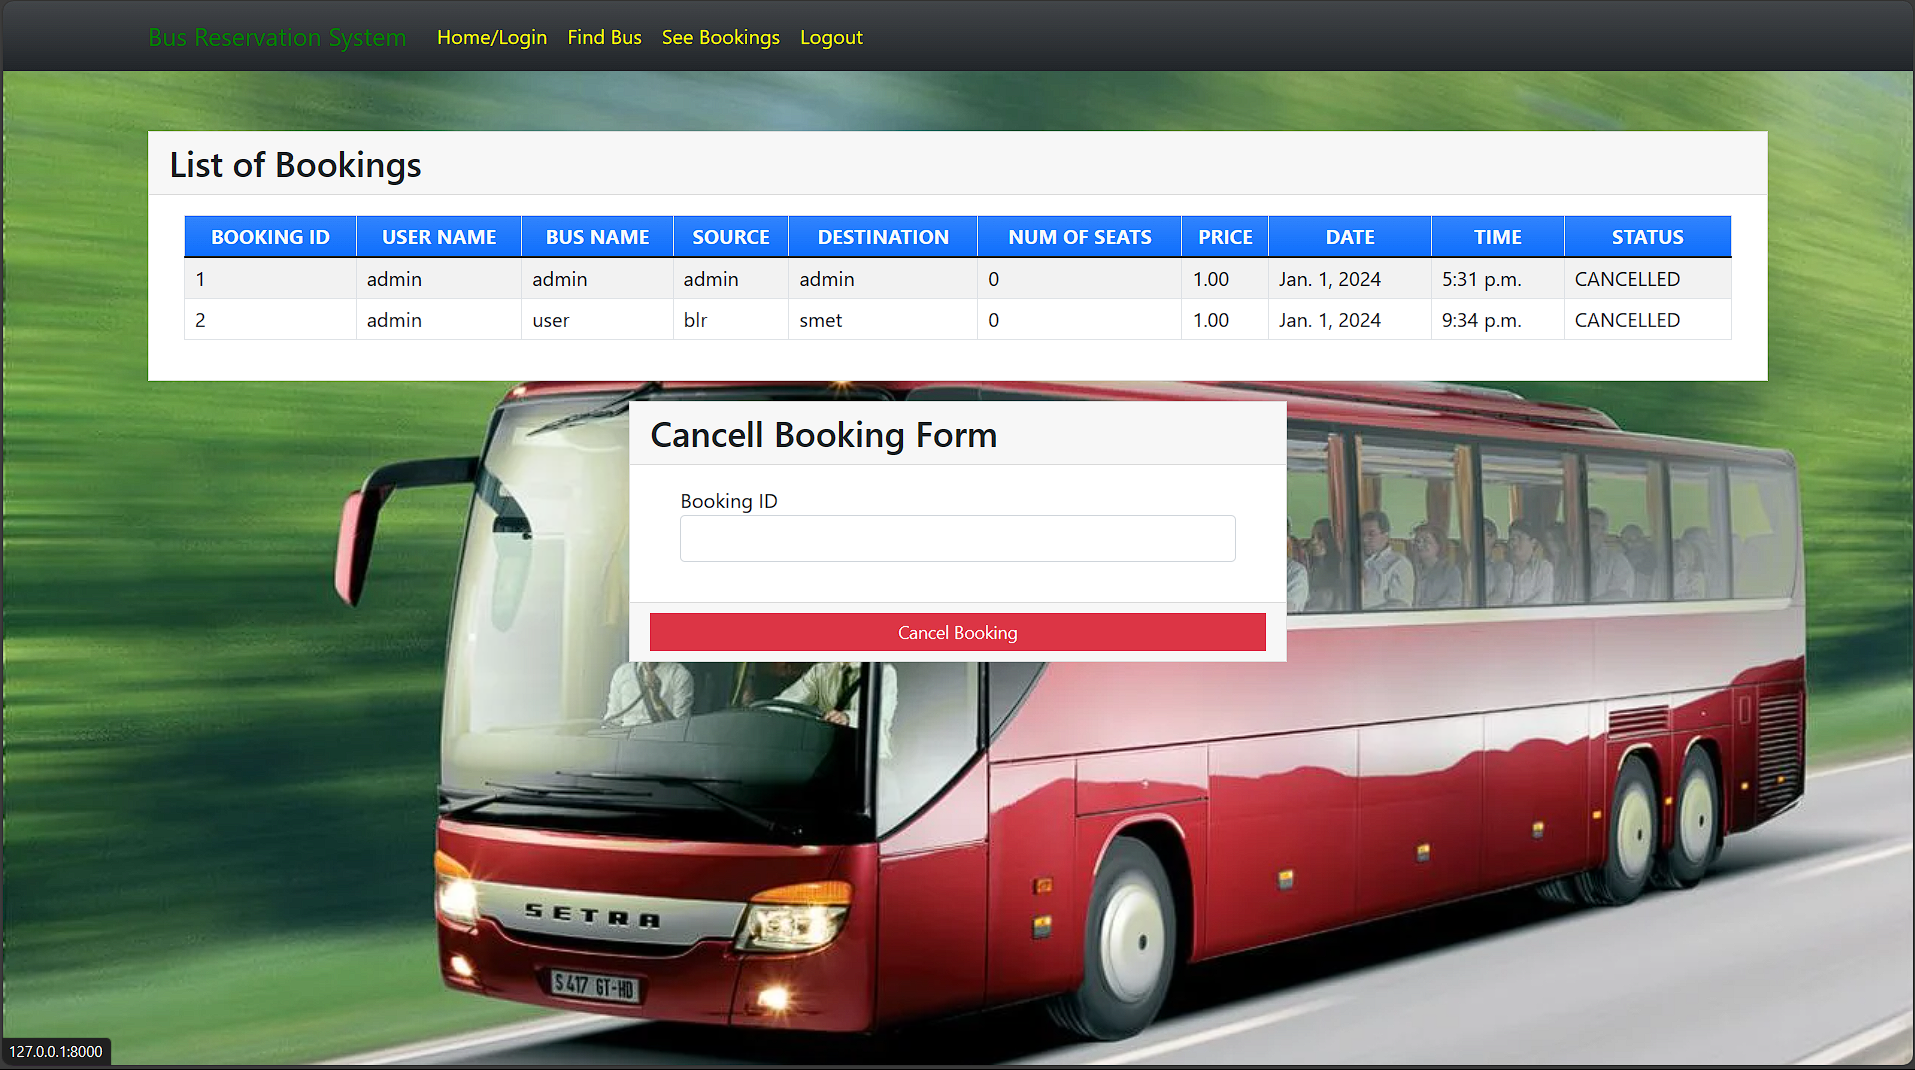 Bus Reservation System Home/Login Find Bus See Bookings Logout
List of Bookings
BOOKING ID USER NAME BUS NAME SOURCE DESTINATION NUM OF SEATS PRICE DATE TIME STATUS
1 admin admin admin admin 0 1.00 Jan. 1, 2024 5:31 p.m. CANCELLED
2 admin user blr smet 0 1.00 Jan. 1, 2024 9:34 p.m. CANCELLED
Cancell Booking Form
Booking ID
Cancel Booking
SETRA
S 417 GT-HD
127.0.0.1:8000